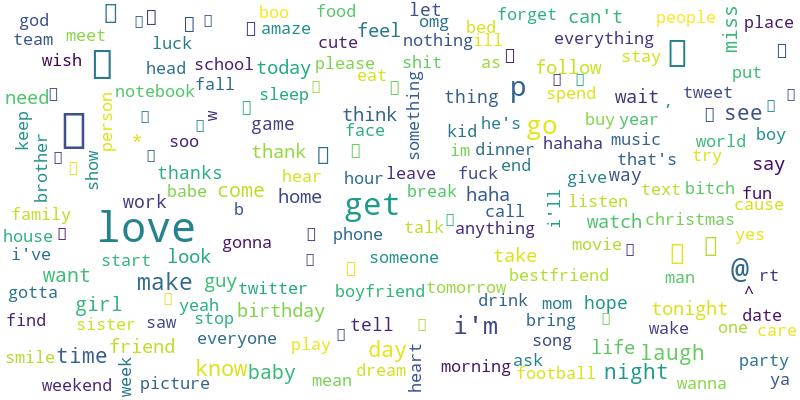 god
team
meet
wish
luck
head
school
fall
boo
amaze
cute
food
please
today
feel
let
omg
nothing
shit
bed
ill
as
forget
can't
everything
follow
stay
people
miss
place
put
need
notebook
sleep
eat
think
face
something
thing
p
spend
wait
,
tweet
see
keep
brother
show
person
*
soo
w
game
thank
thanks
kid
he's
go
im
dinner
end
hahaha
buy
year
music
that's
world
try
boy
say
family
house
i've
work
babe
come
b
hear
home
hour
leave
break
fuck
haha
call
i'll
give
way
listen
text
bitch
fun
cause
love
get
gonna
phone
talk
anything
watch
christmas
movie
yes
want
start
look
make
guy
twitter
someone
boyfriend
tomorrow
take
bestfriend
man
@
rt
^
gotta
girl
yeah
birthday
drink
mom
hope
tonight
date
find
sister
saw
stop
everyone
tell
i'm
bring
song
wake
one
care
smile
time
friend
play
day
life
laugh
party
weekend
week
picture
know
baby
mean
dream
heart
morning
ask
football
night
wanna
ya